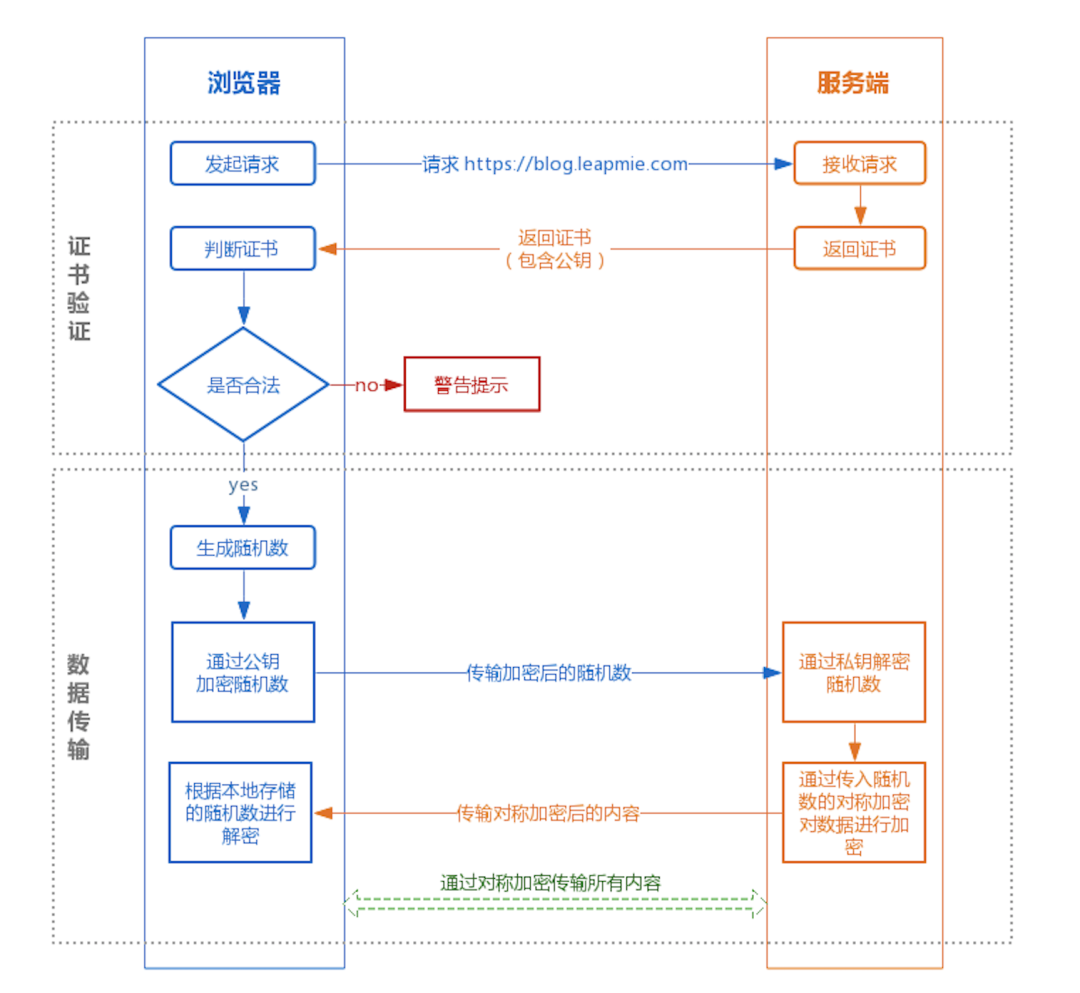 浏览器
服务端
证
书
验
证
发起请求
请求 https://blog.leapmie.com
接收请求
判断证书
返回证书
（包含公钥）
返回证书
是否合法
no
警告提示
yes
生成随机数
数
据
传
输
通过公钥
加密随机数
传输加密后的随机数
通过私钥解密
随机数
根据本地存储
的随机数进行
解密
传输对称加密后的内容
通过传入随机
数的对称加密
对数据进行加
密
通过对称加密传输所有内容